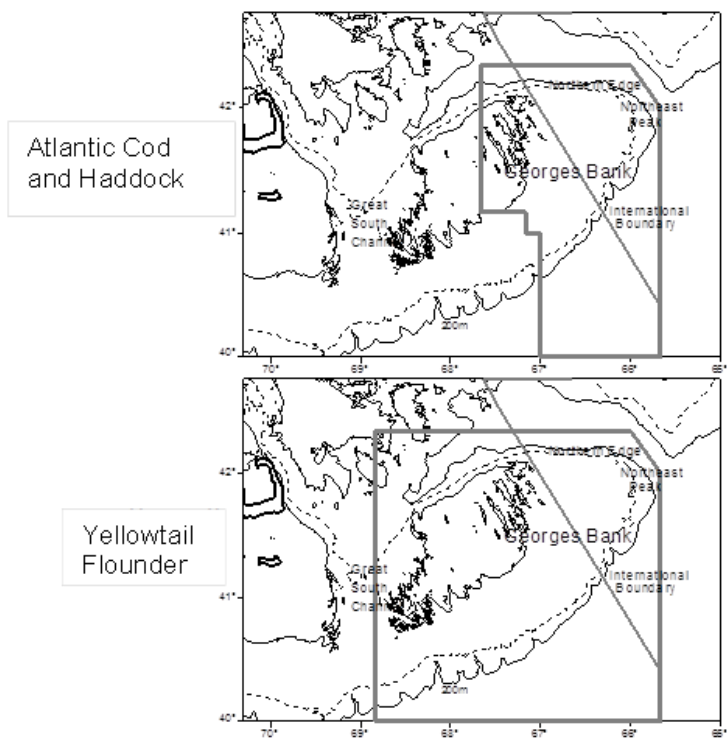 Atlantic Cod
and Haddock
42°
41°
40°
Northern Edge
Northeast
Peak
Georges Bank
Great
South
Chann
International
Boundary
200m
70°
69°
68°
67°
66°
65°
Yellowtail
Flounder
42°
41°
40°
Northern Edge
Northeast
Peak
Georges Bank
Great
South
Chann
International
Boundary
200m
70°
69°
68°
67°
66°
65°